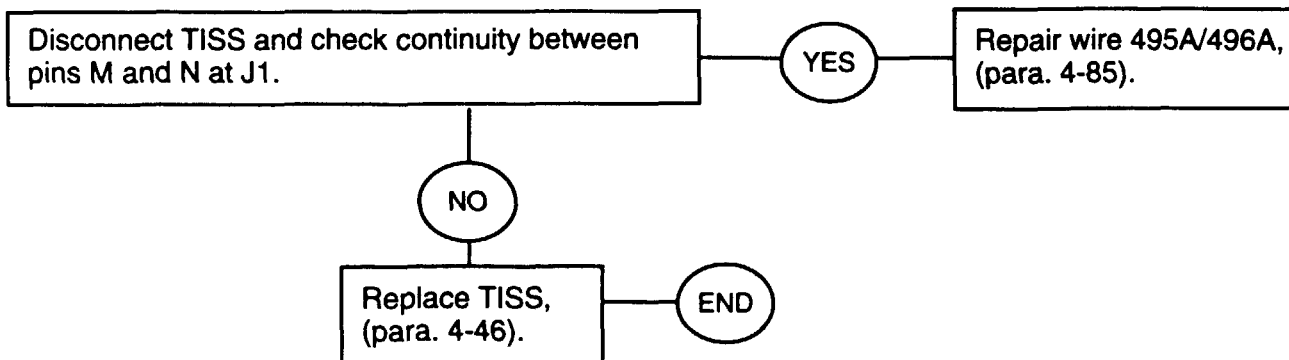 Disconnect TISS and check continuity between
pins M and N at J1.
YES
Repair wire 495A/496A,
(para. 4-85).
NO
Replace TISS,
(para. 4-46).
END